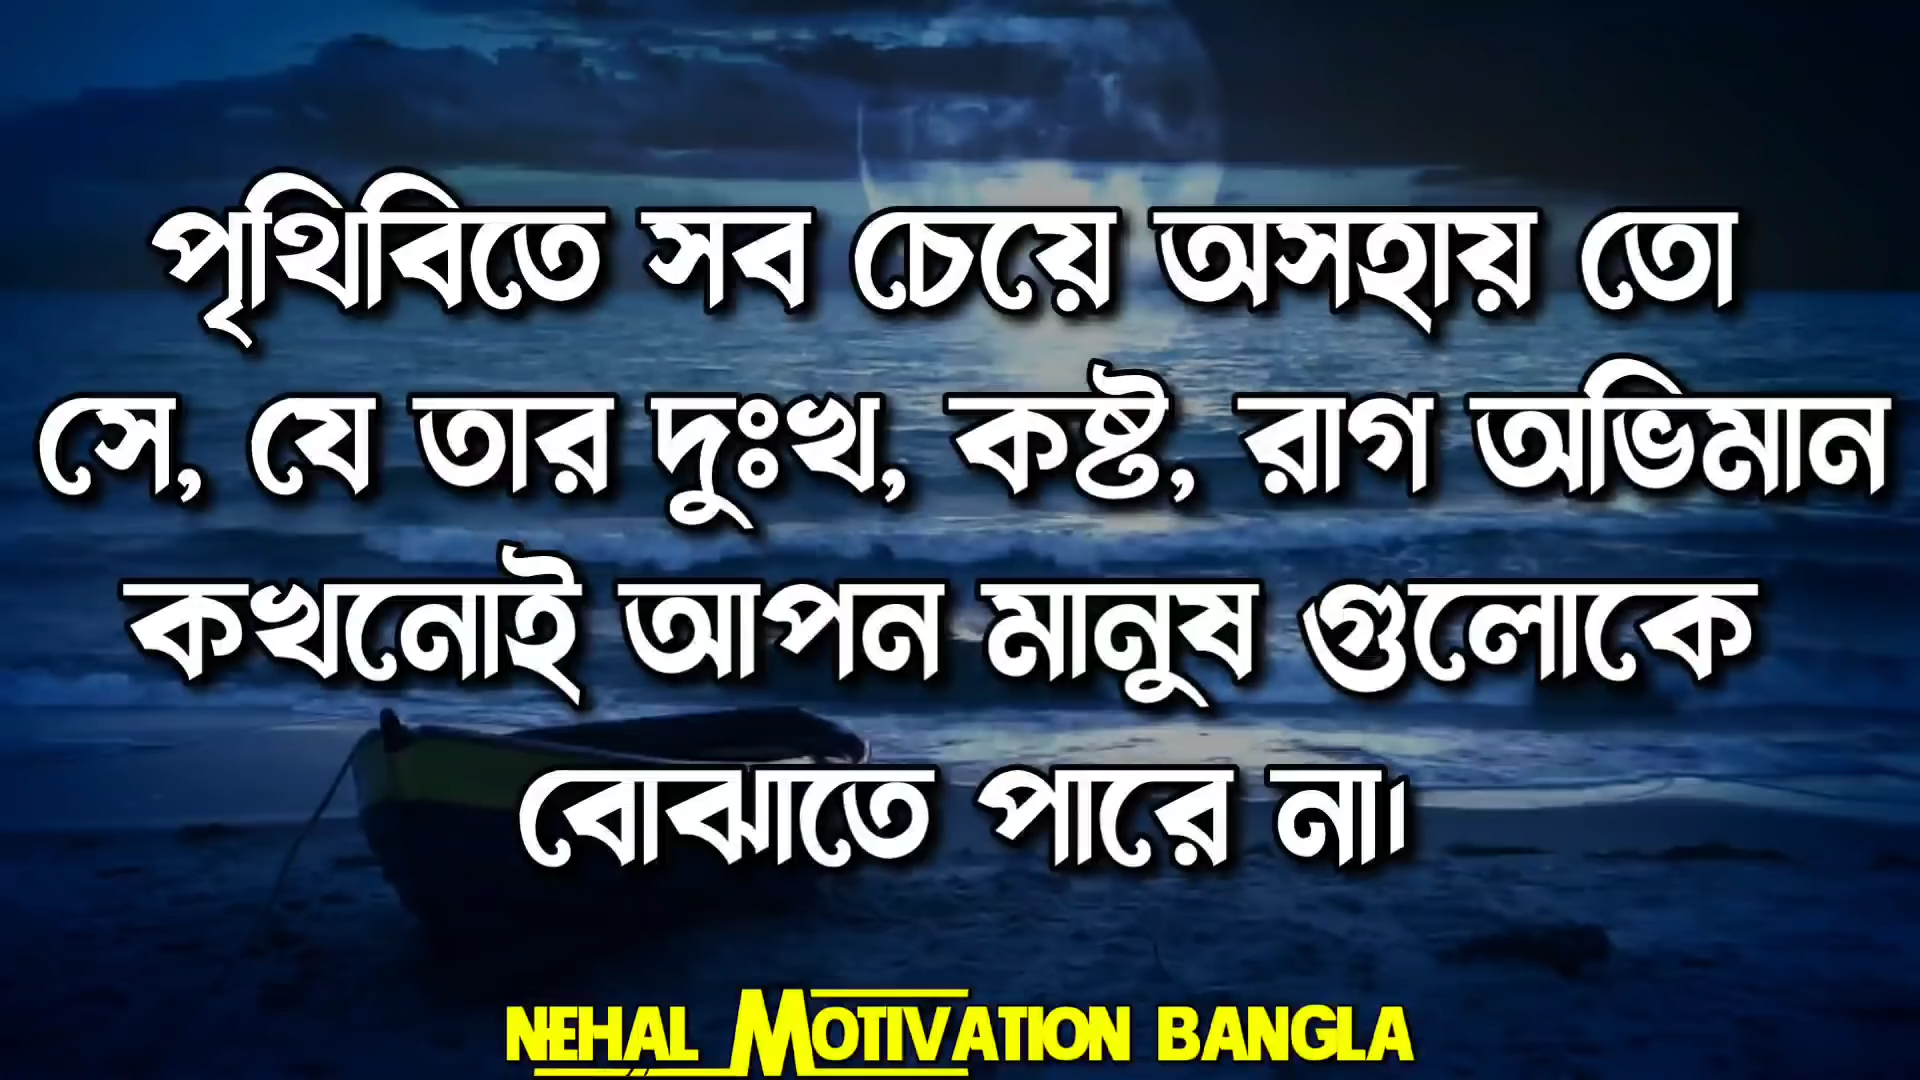 পৃথিবিতে সব চেয়ে অসহায় তো
সে, যে তার দুঃখ, কষ্ট, রাগ অভিমান
কখনোই আপন মানুষ গুলোকে
বোঝাতে পারে না।
NEHAL MOTIVATION BANGLA